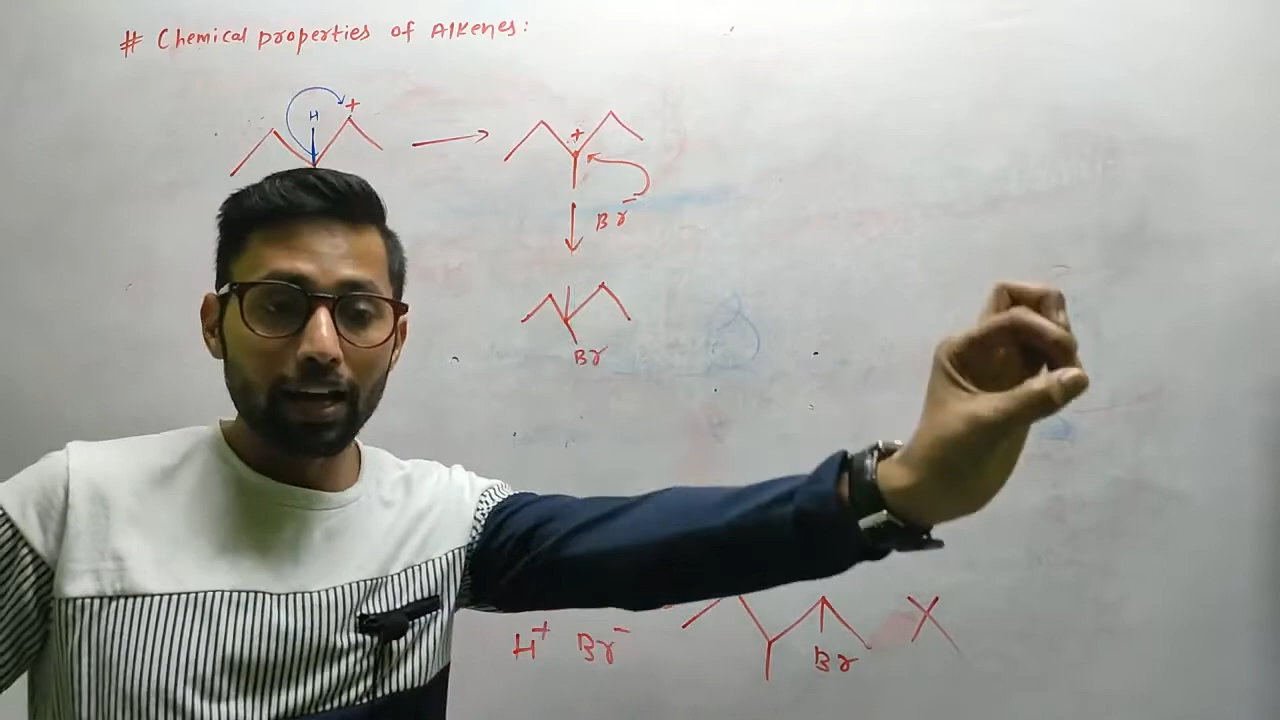 # Chemical properties of Alkenes:
H +
+
Br⁻
Br
H⁺ Br⁻
Br